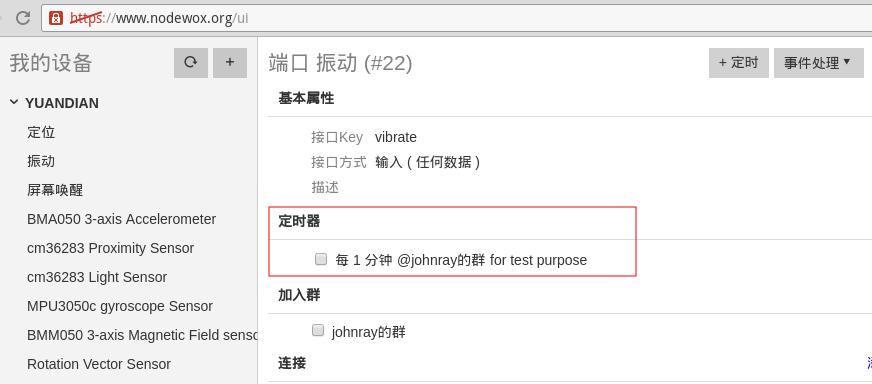 https://www.nodewox.org/ui
我的设备
+
YUANDIAN
定位
振动
屏幕唤醒
BMA050 3-axis Accelerometer
cm36283 Proximity Sensor
cm36283 Light Sensor
MPU3050c gyroscope Sensor
BMM050 3-axis Magnetic Field senso
Rotation Vector Sensor
端口 振动 (#22)
+ 定时
事件处理
基本属性
接口Key vibrate
接口方式 输入 ( 任何数据 )
描述
定时器
每 1 分钟 @johnray的群 for test purpose
加入群
johnray的群
连接